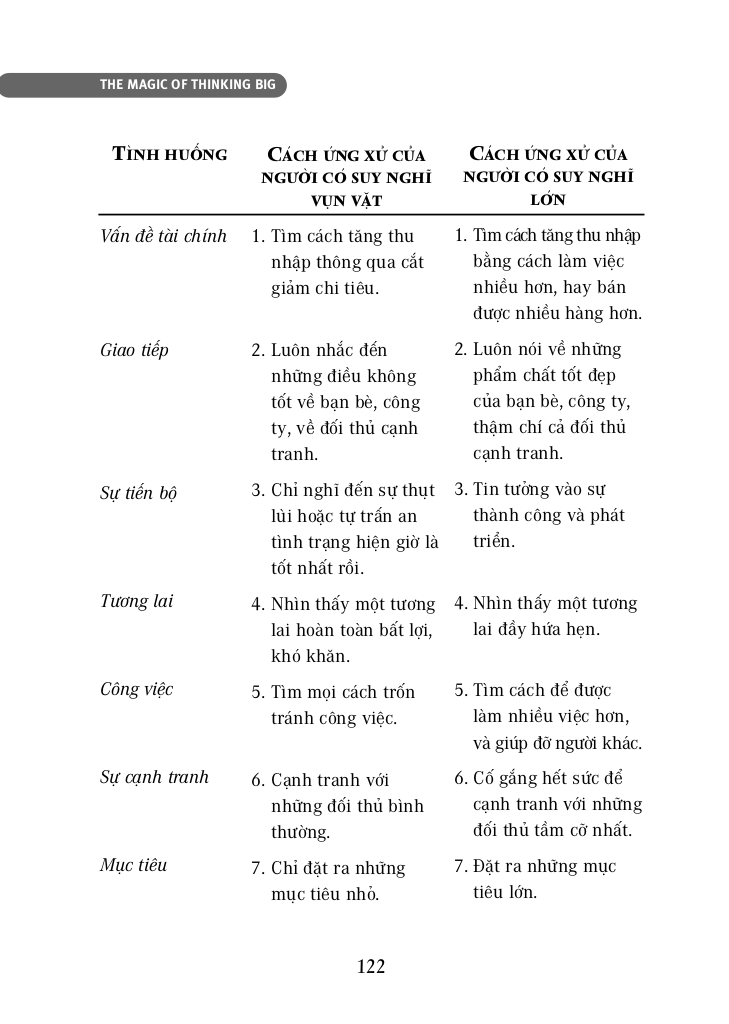 THE MAGIC OF THINKING BIG
TÌNH HUỐNG
CÁCH ỨNG XỬ CỦA
NGƯỜI CÓ SUY NGHĨ
VỤN VẶT
CÁCH ỨNG XỬ CỦA
NGƯỜI CÓ SUY NGHĨ
LỚN
Vấn đề tài chính
1. Tìm cách tăng thu
nhập thông qua cắt
giảm chi tiêu.
1. Tìm cách tăng thu nhập
bằng cách làm việc
nhiều hơn, hay bán
được nhiều hàng hơn.
Giao tiếp
2. Luôn nhắc đến
những điều không
tốt về bạn bè, công
ty, về đối thủ cạnh
tranh.
2. Luôn nói về những
phẩm chất tốt đẹp
của bạn bè, công ty,
thậm chí cả đối thủ
cạnh tranh.
Sự tiến bộ
3. Chỉ nghĩ đến sự thụt
lùi hoặc tự trấn an
tình trạng hiện giờ là
tốt nhất rồi.
3. Tin tưởng vào sự
thành công và phát
triển.
Tương lai
4. Nhìn thấy một tương
lai hoàn toàn bất lợi,
khó khăn.
4. Nhìn thấy một tương
lai đầy hứa hẹn.
Công việc
5. Tìm mọi cách trốn
tránh công việc.
5. Tìm cách để được
làm nhiều việc hơn,
và giúp đỡ người khác.
Sự cạnh tranh
6. Cạnh tranh với
những đối thủ bình
thường.
6. Cố gắng hết sức để
cạnh tranh với những
đối thủ tầm cỡ nhất.
Mục tiêu
7. Chỉ đặt ra những
mục tiêu nhỏ.
7. Đặt ra những mục
tiêu lớn.
122